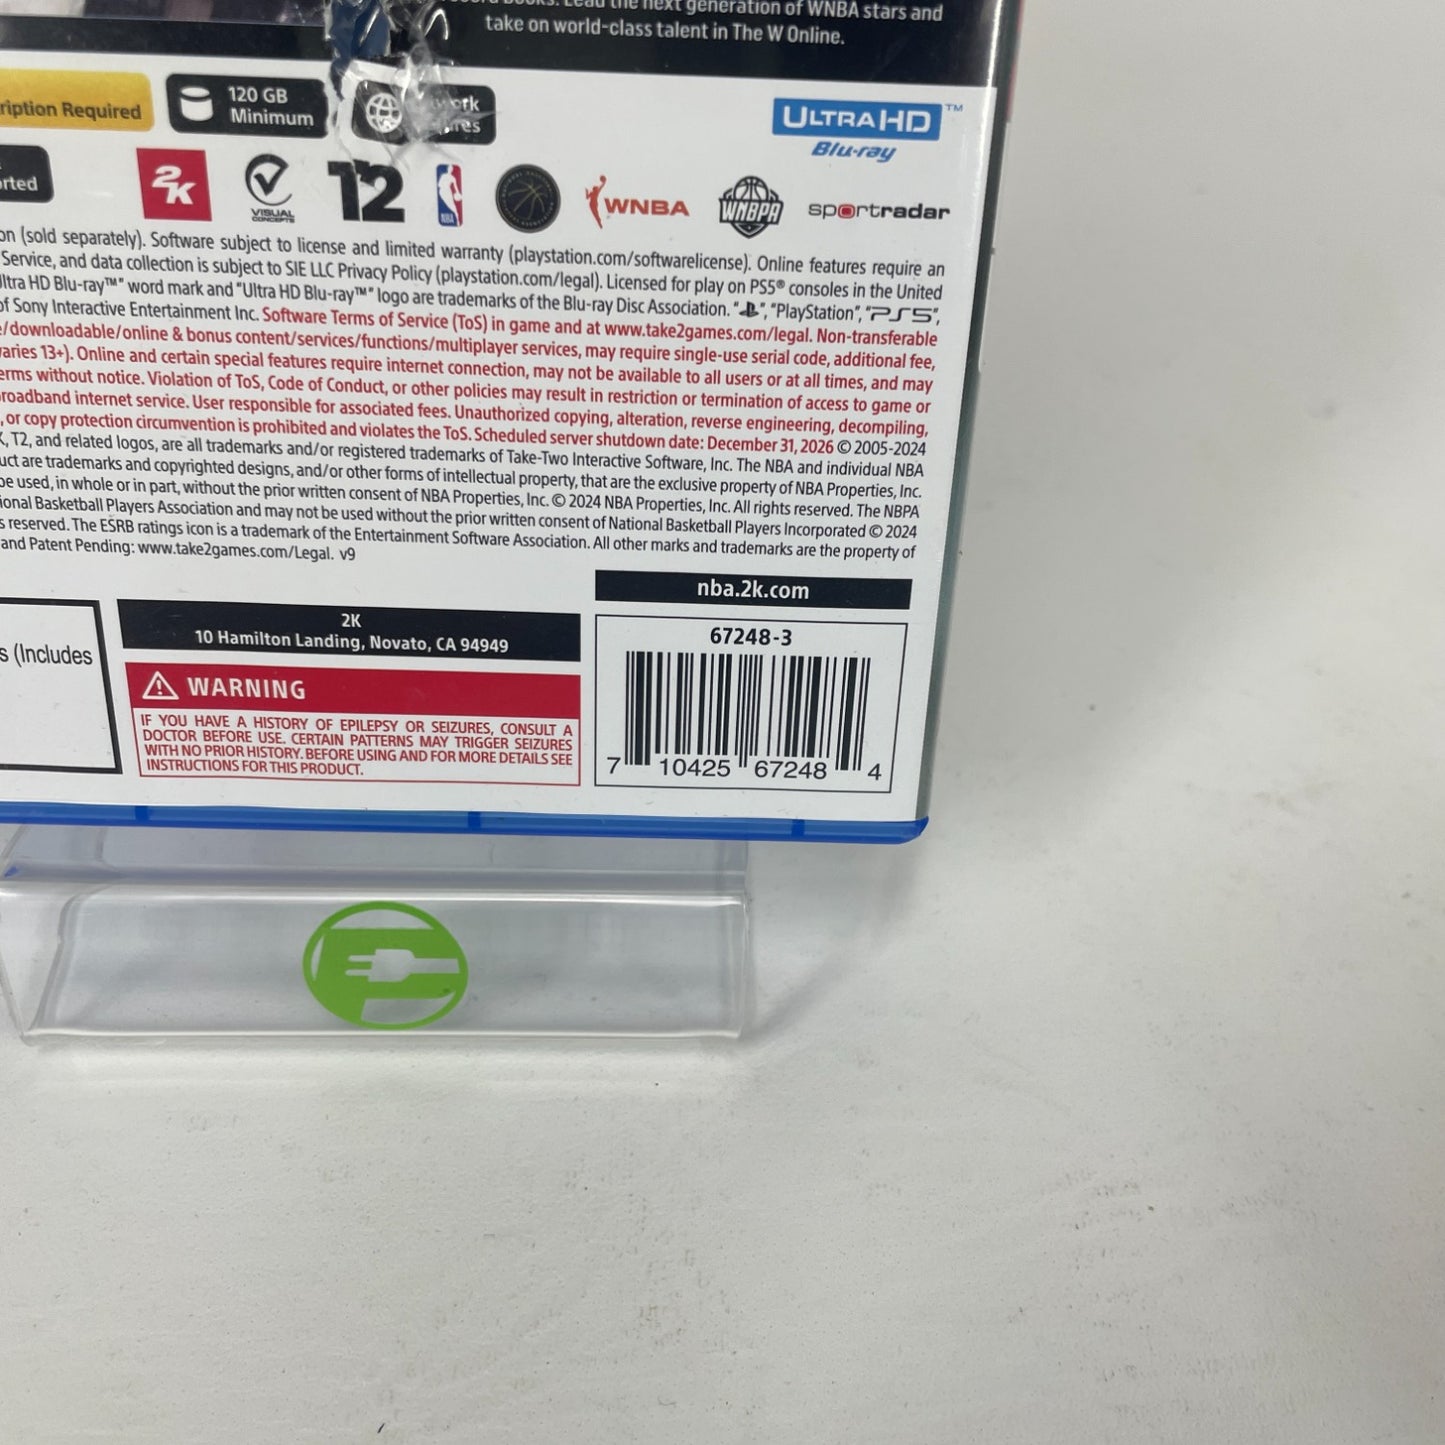 the next generation of WNBA stars and
take on world-class talent in The W Online.
Required
120 GB
Minimum
ULTRA HD™
Blu-ray
2K
VISUAL
CONCEPTS
T2
NBA
WNBA
WNBPA
sportradar
(sold separately). Software subject to license and limited warranty (playstation.com/softwarelicense). Online features require an
Service, and data collection is subject to SIE LLC Privacy Policy (playstation.com/legal). Licensed for play on PS5® consoles in the United
Ultra HD Blu-ray™" word mark and "Ultra HD Blu-ray™" logo are trademarks of the Blu-ray Disc Association. " ", "PlayStation", "PS5",
of Sony Interactive Entertainment Inc. Software Terms of Service (ToS) in game and at www.take2games.com/legal. Non-transferable
/downloadable/online & bonus content/services/functions/multiplayer services, may require single-use serial code, additional fee,
varies 13+). Online and certain special features require internet connection, may not be available to all users or at all times, and may
without notice. Violation of ToS, Code of Conduct, or other policies may result in restriction or termination of access to game or
broadband internet service. User responsible for associated fees. Unauthorized copying, alteration, reverse engineering, decompiling,
, or copy protection circumvention is prohibited and violates the ToS. Scheduled server shutdown date: December 31, 2026 © 2005-2024
, T2, and related logos, are all trademarks and/or registered trademarks of Take-Two Interactive Software, Inc. The NBA and individual NBA
are trademarks and copyrighted designs, and/or other forms of intellectual property, that are the exclusive property of NBA Properties, Inc.
be used, in whole or in part, without the prior written consent of NBA Properties, Inc. © 2024 NBA Properties, Inc. All rights reserved. The NBPA
Basketball Players Association and may not be used without the prior written consent of National Basketball Players Incorporated © 2024
reserved. The ESRB ratings icon is a trademark of the Entertainment Software Association. All other marks and trademarks are the property of
and Patent Pending: www.take2games.com/Legal. v9
nba.2k.com
2K
10 Hamilton Landing, Novato, CA 94949
(Includes
WARNING
IF YOU HAVE A HISTORY OF EPILEPSY OR SEIZURES, CONSULT A
DOCTOR BEFORE USE. CERTAIN PATTERNS MAY TRIGGER SEIZURES
WITH NO PRIOR HISTORY. BEFORE USING AND FOR MORE DETAILS SEE
INSTRUCTIONS FOR THIS PRODUCT.
67248-3
7 10425 67248 4